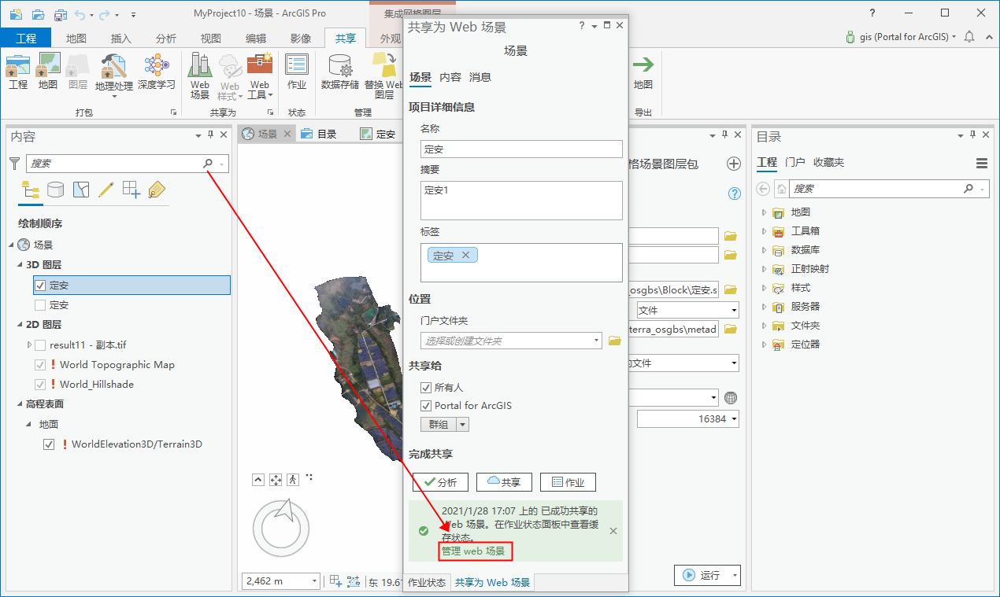 MyProject10 - 场景 - ArcGIS Pro
集成网格图层
工程
地图
插入
分析
视图
编辑
影像
共享
外观
gis (Portal for ArcGIS)
工程
地图
图层
地理处理
深度学习
打包
Web
场景
Web
样式
Web
工具
共享为
作业
状态
数据存储
替换 Web
图层
管理
地图
导出
内容
搜索
绘制顺序
场景
3D 图层
定安
定安
2D 图层
result11 - 副本.tif
World Topographic Map
World_Hillshade
高程表面
地面
WorldElevation3D/Terrain3D
场景
目录
定安
2,462 m
东 19.6
共享为 Web 场景
场景
场景 内容 消息
项目详细信息
名称
定安
摘要
定安1
标签
定安
位置
门户文件夹
选择或创建文件夹
共享给
所有人
Portal for ArcGIS
群组
完成共享
分析
共享
作业
2021/1/28 17:07 上的 已成功共享的
Web 场景。在作业状态面板中查看缓
存状态。
管理 web 场景
作业状态
共享为 Web 场景
格场景图层包
_osgbs\Block\定安.s
文件
terra_osgbs\metad
文件
16384
运行
目录
工程 门户 收藏夹
搜索
地图
工具箱
数据库
正射映射
样式
服务器
文件夹
定位器